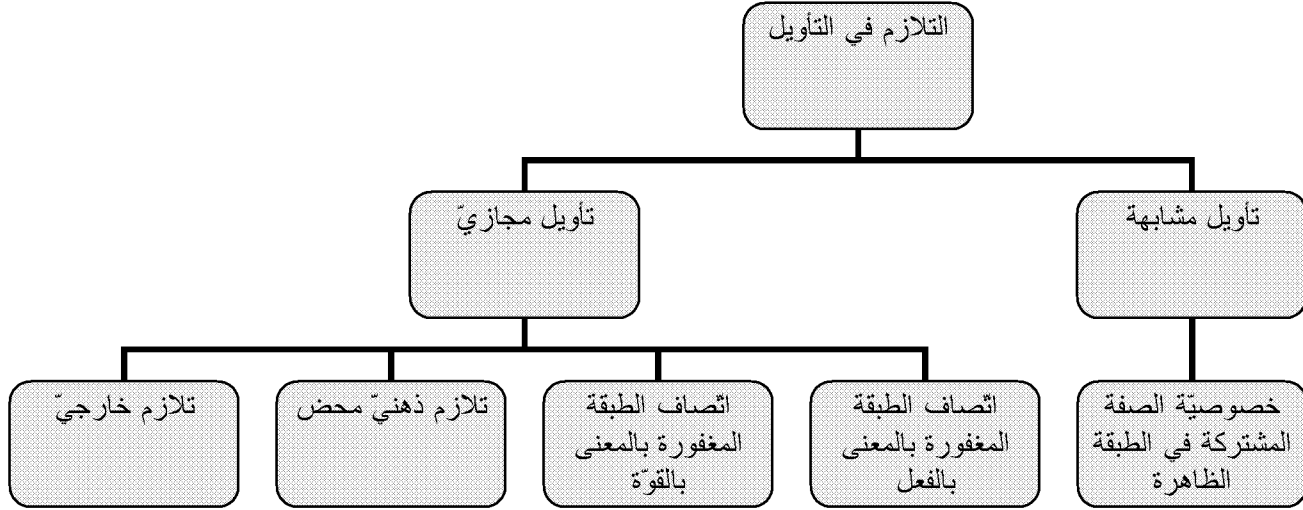 التلازم في التأويل
تأويل مشابهة
تأويل مجازيّ
خصوصيّة الصفة
المشتركة في الطبقة
الظاهرة
اتّصاف الطبقة
المغفورة بالمعنى
بالفعل
اتّصاف الطبقة
المغفورة بالمعنى
بالقوّة
تلازم ذهنيّ محض
تلازم خارجيّ